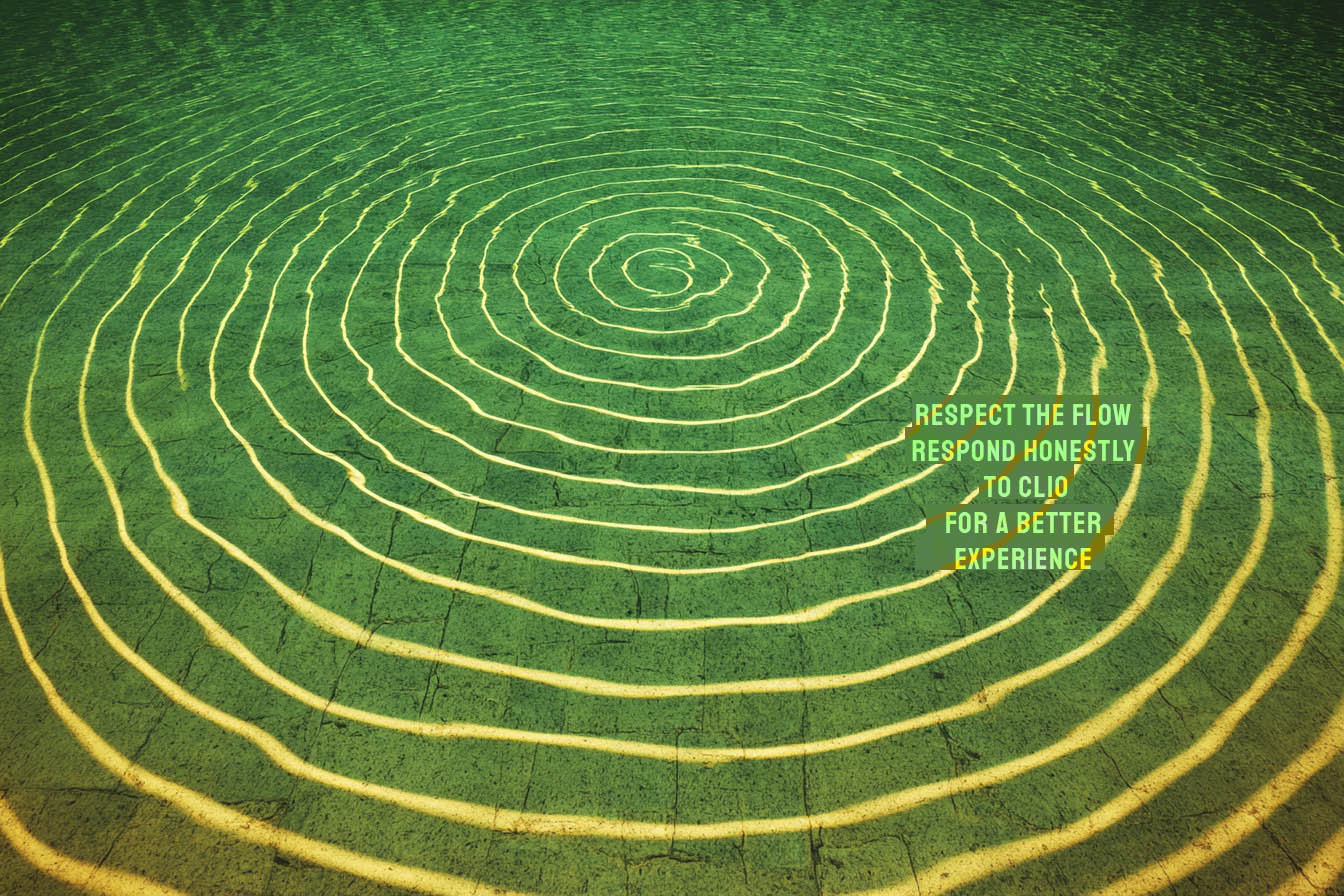 RESPECT THE FLOW
RESPOND HONESTLY
TO CLIO
FOR A BETTER
EXPERIENCE